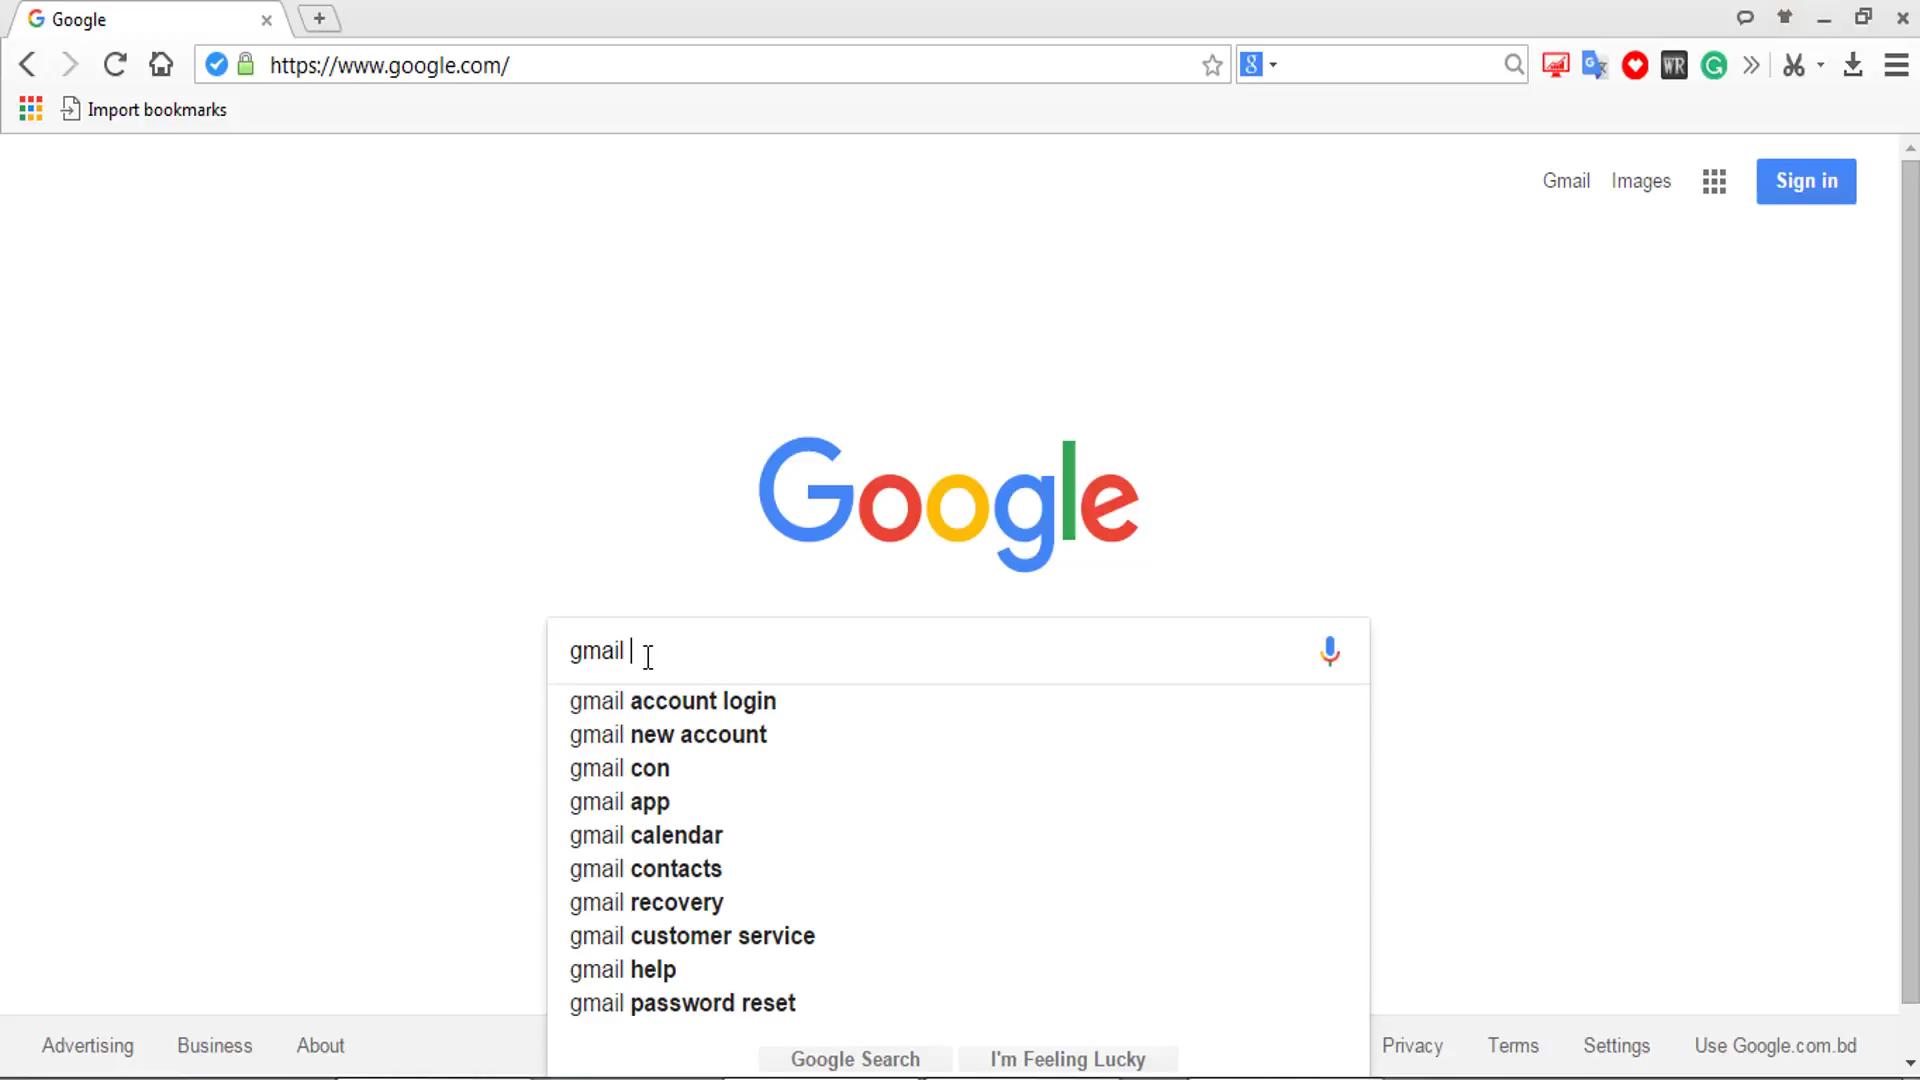 Google
https://www.google.com/
WR
Import bookmarks
Gmail Images Sign in
Google
gmail
gmail account login
gmail new account
gmail con
gmail app
gmail calendar
gmail contacts
gmail recovery
gmail customer service
gmail help
gmail password reset
Google Search I'm Feeling Lucky
Advertising Business About Privacy Terms Settings Use Google.com.bd